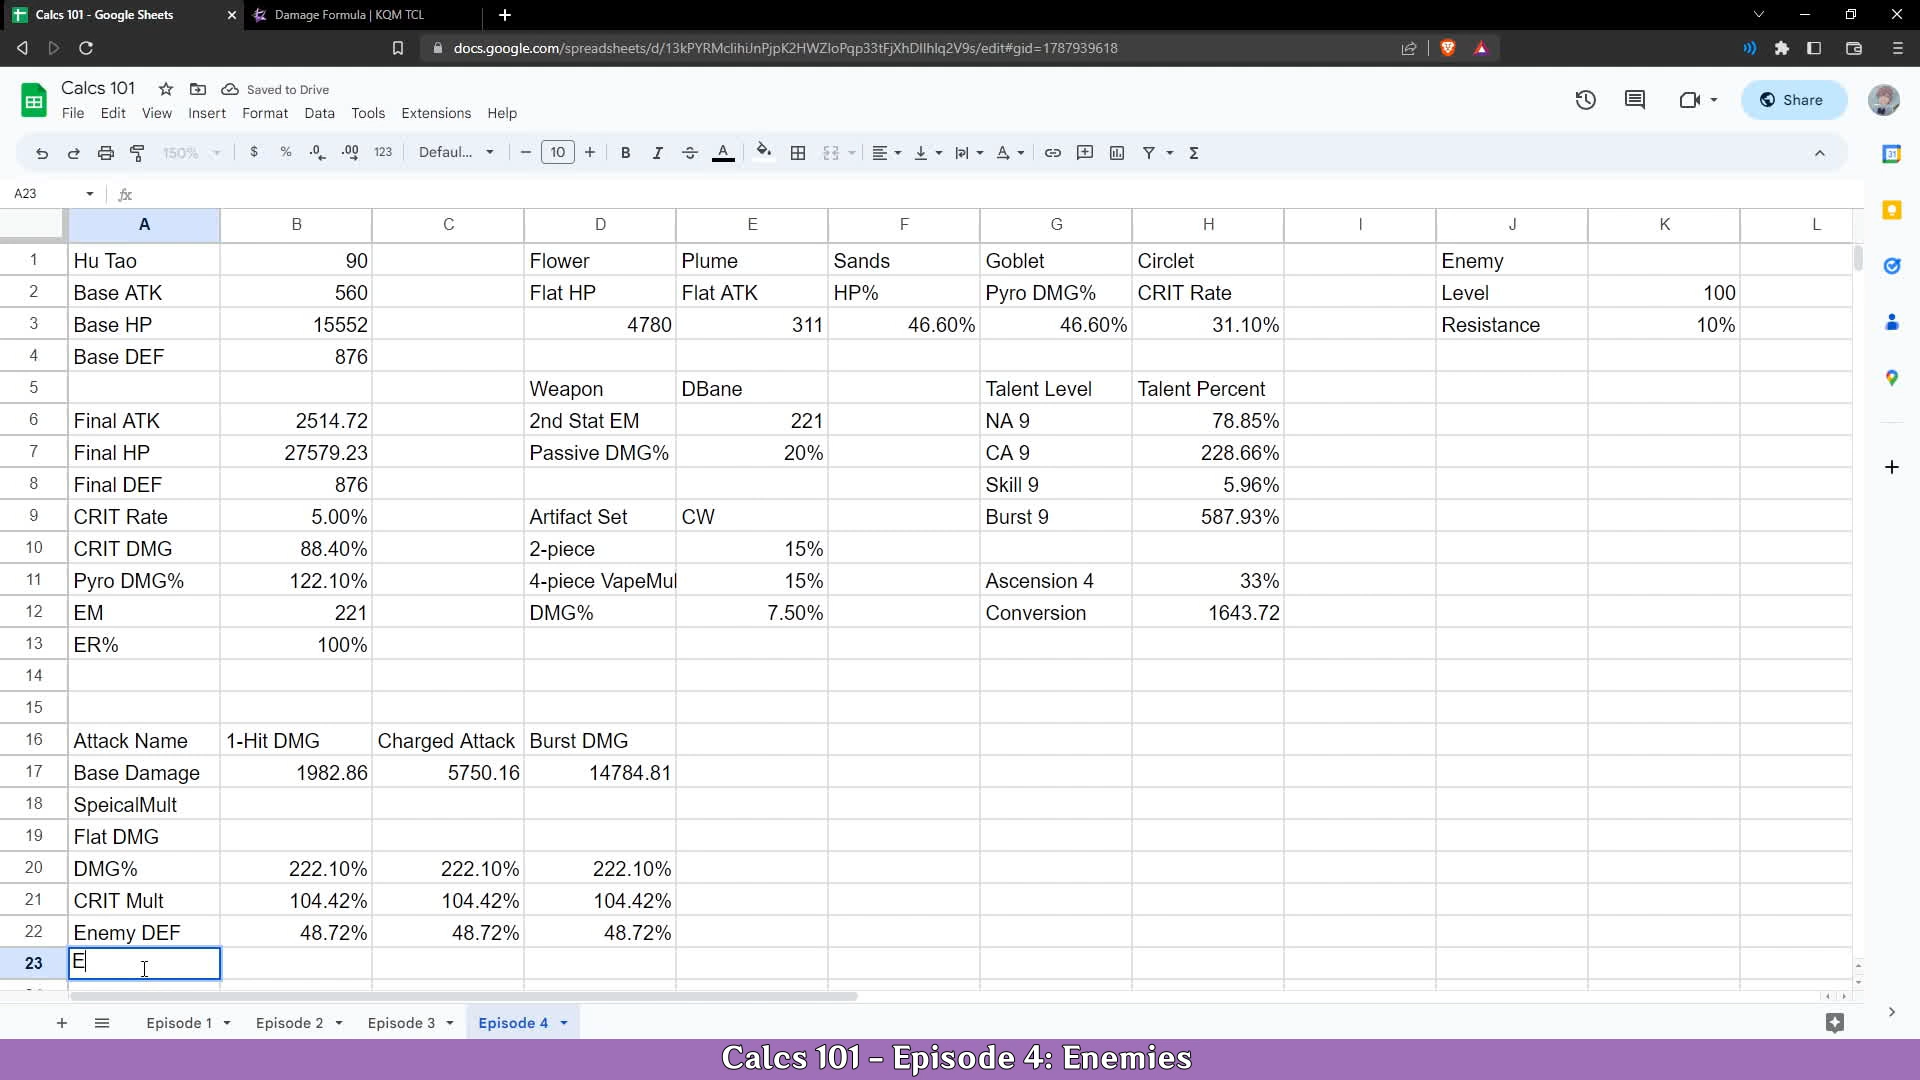 Calcs 101 - Google Sheets
Damage Formula | KQM TCL
docs.google.com/spreadsheets/d/13kPYRMcIihiJnPjpK2HWZIoPqp33tFjXhDIlhIq2V9s/edit#gid=1787939618
Calcs 101
Saved to Drive
File Edit View Insert Format Data Tools Extensions Help
Share
150% $ % .0 .00 123 Defaul... 10 B I A
A23 fx
A B C D E F G H I J K L
1 Hu Tao 90 Flower Plume Sands Goblet Circlet Enemy
2 Base ATK 560 Flat HP Flat ATK HP% Pyro DMG% CRIT Rate Level 100
3 Base HP 15552 4780 311 46.60% 46.60% 31.10% Resistance 10%
4 Base DEF 876
5 Weapon DBane Talent Level Talent Percent
6 Final ATK 2514.72 2nd Stat EM 221 NA 9 78.85%
7 Final HP 27579.23 Passive DMG% 20% CA 9 228.66%
8 Final DEF 876 Skill 9 5.96%
9 CRIT Rate 5.00% Artifact Set CW Burst 9 587.93%
10 CRIT DMG 88.40% 2-piece 15%
11 Pyro DMG% 122.10% 4-piece VapeMul 15% Ascension 4 33%
12 EM 221 DMG% 7.50% Conversion 1643.72
13 ER% 100%
14
15
16 Attack Name 1-Hit DMG Charged Attack Burst DMG
17 Base Damage 1982.86 5750.16 14784.81
18 SpeicalMult
19 Flat DMG
20 DMG% 222.10% 222.10% 222.10%
21 CRIT Mult 104.42% 104.42% 104.42%
22 Enemy DEF 48.72% 48.72% 48.72%
23 E
Episode 1 Episode 2 Episode 3 Episode 4
Calcs 101 - Episode 4: Enemies